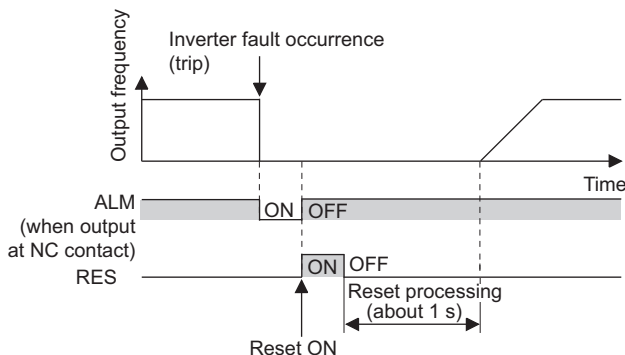 Inverter fault occurrence
(trip)
Output frequency
Time
ALM
(when output
at NC contact)
ON
OFF
RES
ON
OFF
Reset processing
(about 1 s)
Reset ON